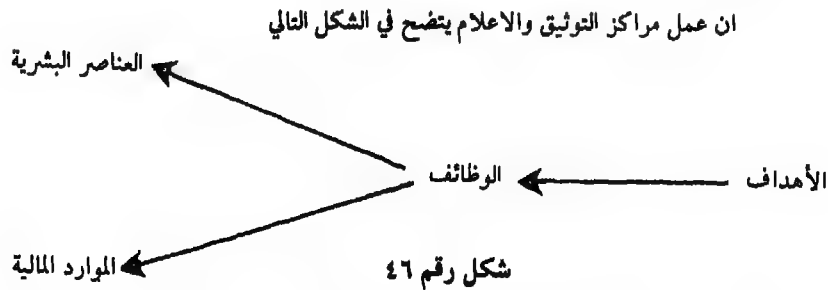 ان عمل مراكز التوثيق والاعلام يتضح في الشكل التالي
العناصر البشرية
الأهداف
الوظائف
الموارد المالية
شكل رقم ٤٦